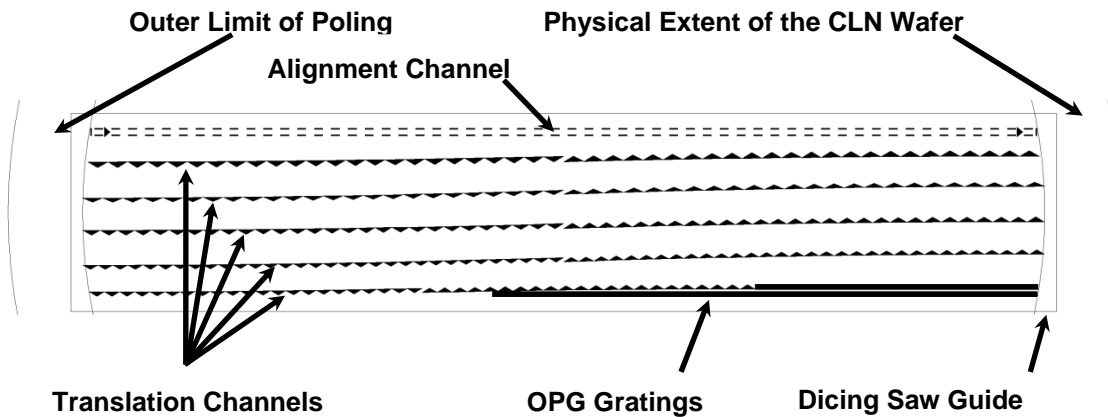 Outer Limit of Poling
Physical Extent of the CLN Wafer
Alignment Channel
Translation Channels
OPG Gratings
Dicing Saw Guide